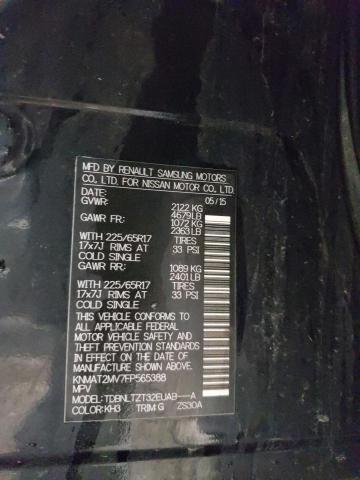 MFD BY RENAULT SAMSUNG MOTORS
CO., LTD. FOR NISSAN MOTOR CO., LTD.
DATE: 05/15
GVWR: 2122 KG
4679 LB
GAWR FR: 1072 KG
2363 LB
WITH 225/65R17 TIRES
17x7J RIMS AT 33 PSI
COLD SINGLE
GAWR RR: 1089 KG
2401 LB
WITH 225/65R17 TIRES
17x7J RIMS AT 33 PSI
COLD SINGLE
THIS VEHICLE CONFORMS TO
ALL APPLICABLE FEDERAL
MOTOR VEHICLE SAFETY
STANDARDS IN EFFECT ON THE
DATE OF MANUFACTURE
SHOWN ABOVE.
KNMAT2MV7FP565388
MPV
MODEL: TDBNLTZT32EUAB---A
COLOR: KH3 TRIM: G ZS30A